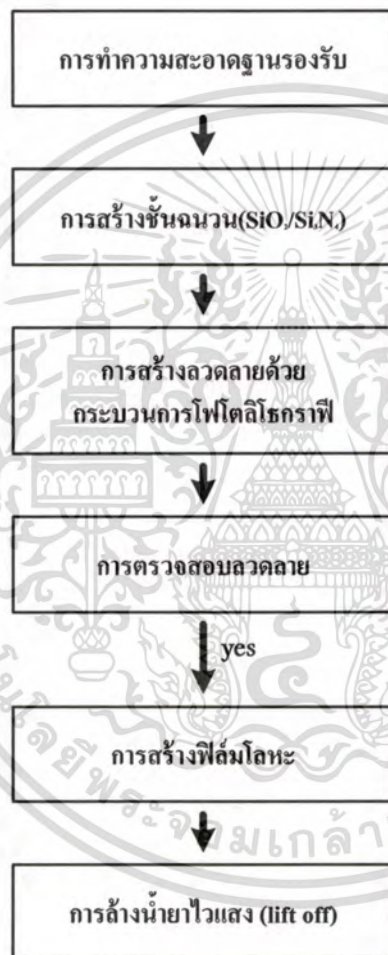 การทำความสะอาดฐานรองรับ
การสร้างชั้นฉนวน(SiO₂/Si₃N₄)
การสร้างลวดลายด้วย
กระบวนการโฟโตลิโธกราฟี
การตรวจสอบลวดลาย
yes
การสร้างฟิล์มโลหะ
การล้างน้ำยาไวแสง (lift off)